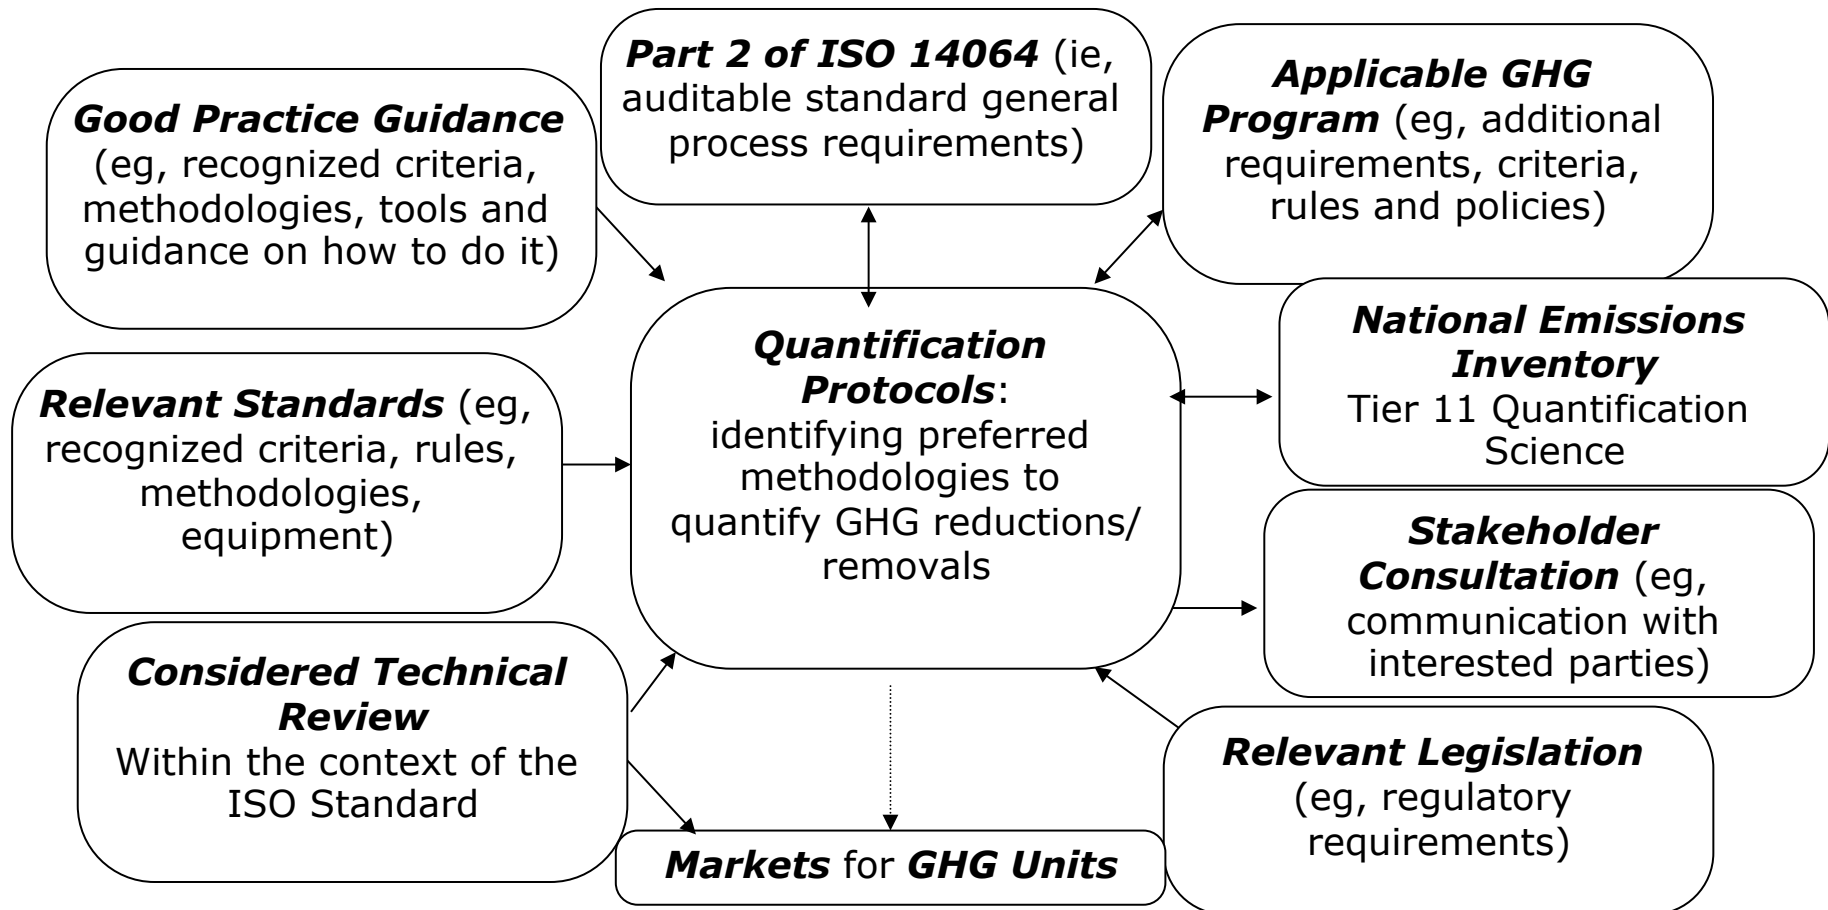 Part 2 of ISO 14064 (ie,
auditable standard general
process requirements)
Good Practice Guidance
(eg, recognized criteria,
methodologies, tools and
guidance on how to do it)
Applicable GHG
Program (eg, additional
requirements, criteria,
rules and policies)
Relevant Standards (eg,
recognized criteria, rules,
methodologies,
equipment)
Quantification
Protocols:
identifying preferred
methodologies to
quantify GHG reductions/
removals
National Emissions
Inventory
Tier 11 Quantification
Science
Stakeholder
Consultation (eg,
communication with
interested parties)
Considered Technical
Review
Within the context of the
ISO Standard
Relevant Legislation
(eg, regulatory
requirements)
Markets for GHG Units